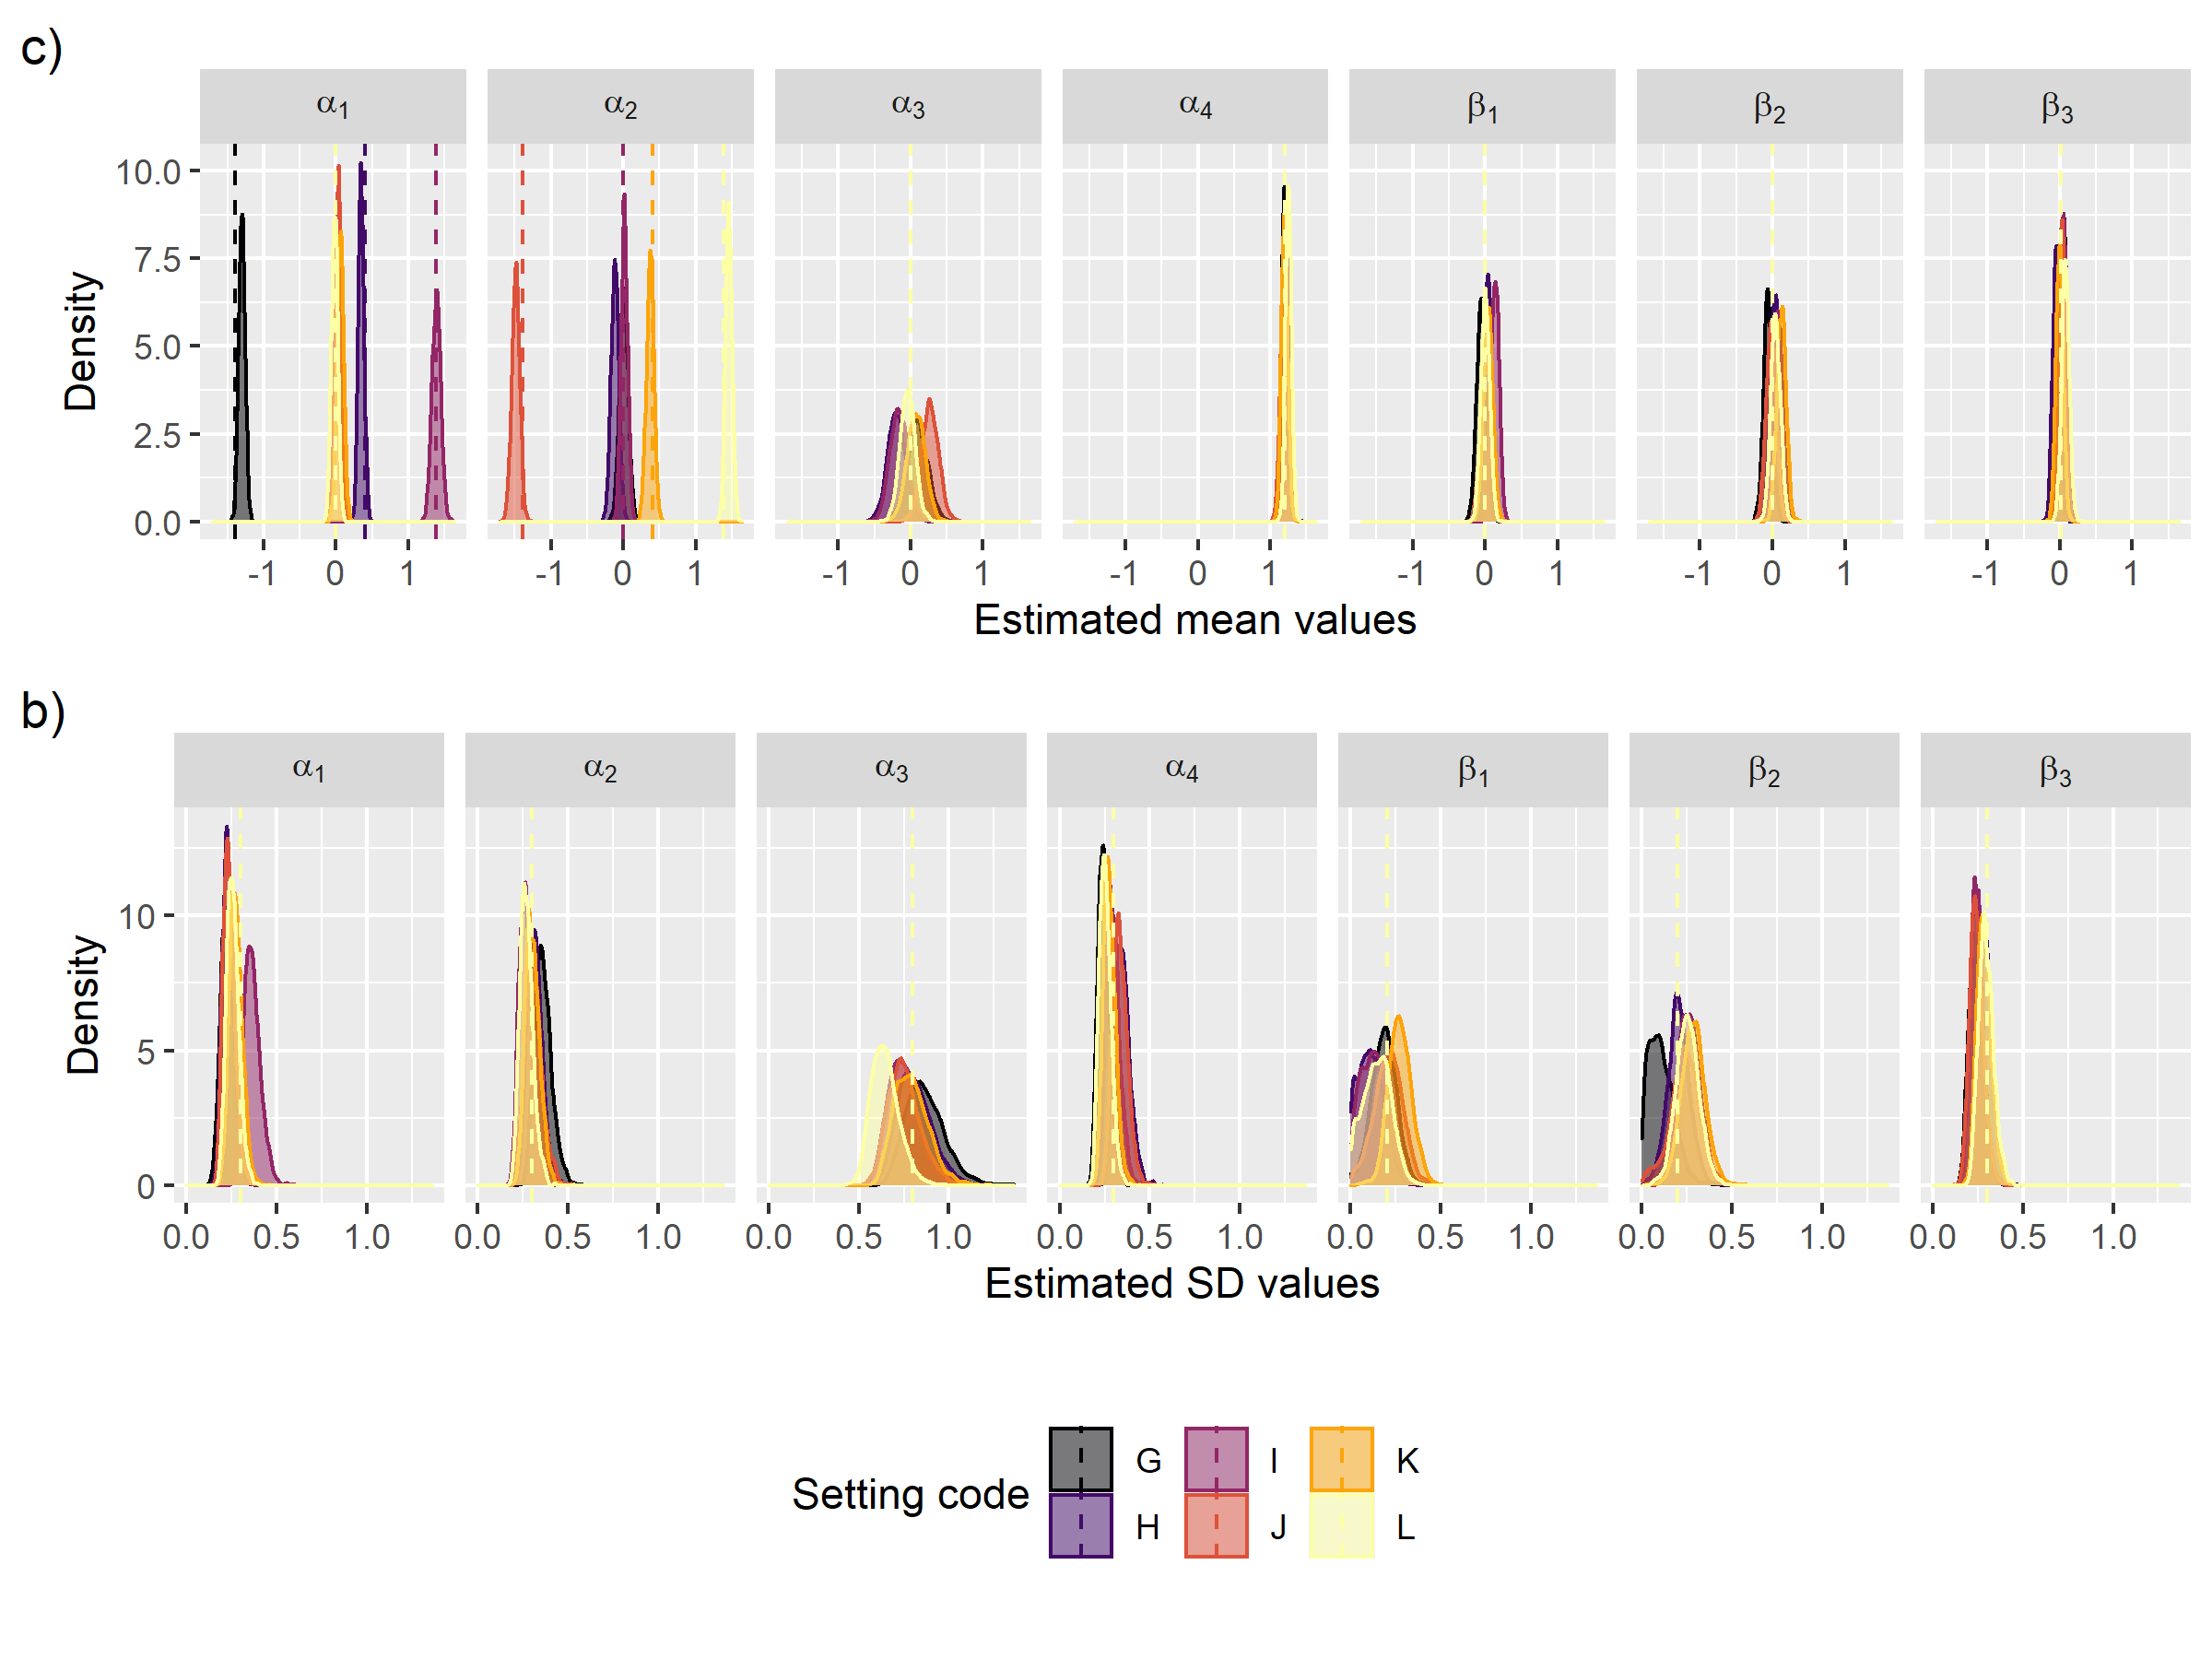 c)
α1 α2 α3 α4 β1 β2 β3
10.0
7.5
5.0
2.5
0.0
Density
-1 0 1 -1 0 1 -1 0 1 -1 0 1 -1 0 1 -1 0 1 -1 0 1
Estimated mean values
b)
α1 α2 α3 α4 β1 β2 β3
10
5
0
Density
0.0 0.5 1.0 0.0 0.5 1.0 0.0 0.5 1.0 0.0 0.5 1.0 0.0 0.5 1.0 0.0 0.5 1.0 0.0 0.5 1.0
Estimated SD values
Setting code
G I K
H J L